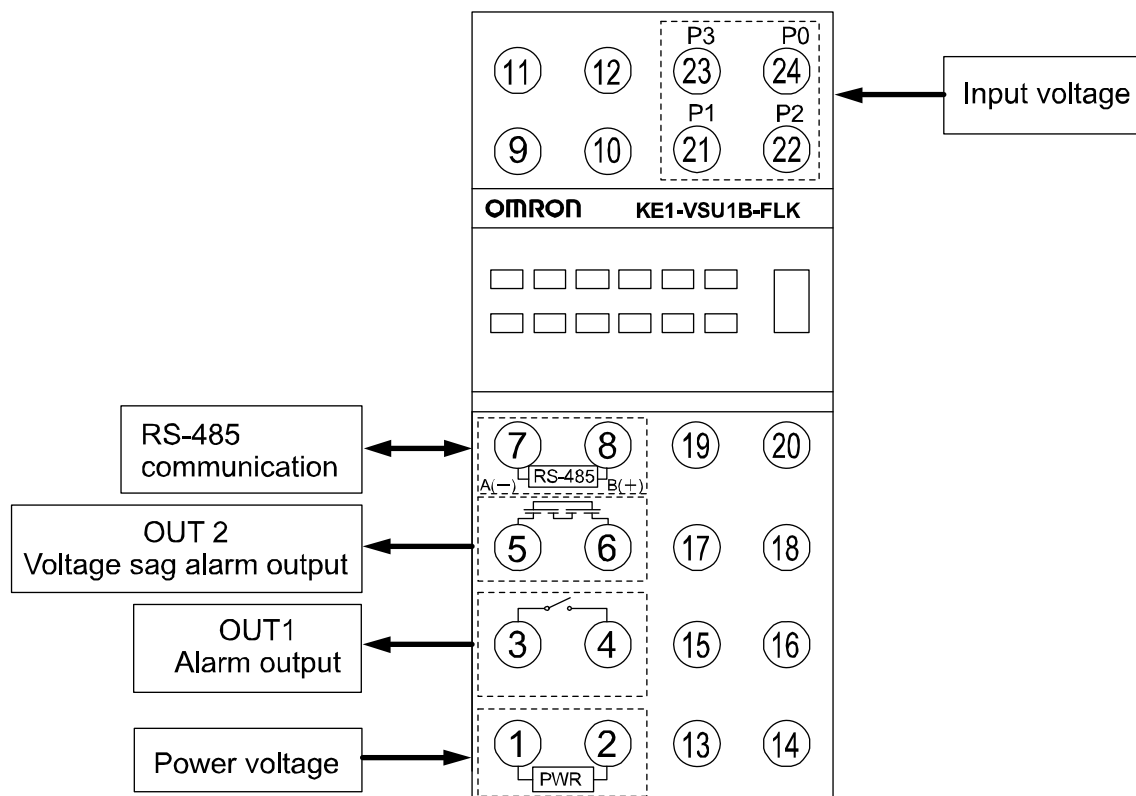 P3 P0
11 12 23 24
Input voltage
P1 P2
9 10 21 22
OMRON KE1-VSU1B-FLK
RS-485
communication
7 8 19 20
A(−) RS-485 B(+)
OUT 2
Voltage sag alarm output
5 6 17 18
OUT1
Alarm output
3 4 15 16
Power voltage
1 2 13 14
PWR